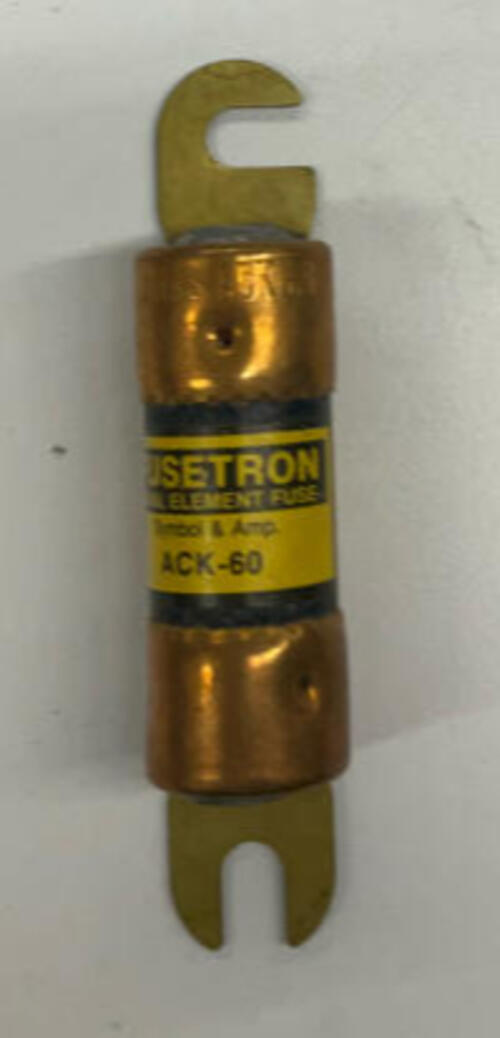 USETRON
ELEMENT FUSE
Symbol & Amp.
ACK-60